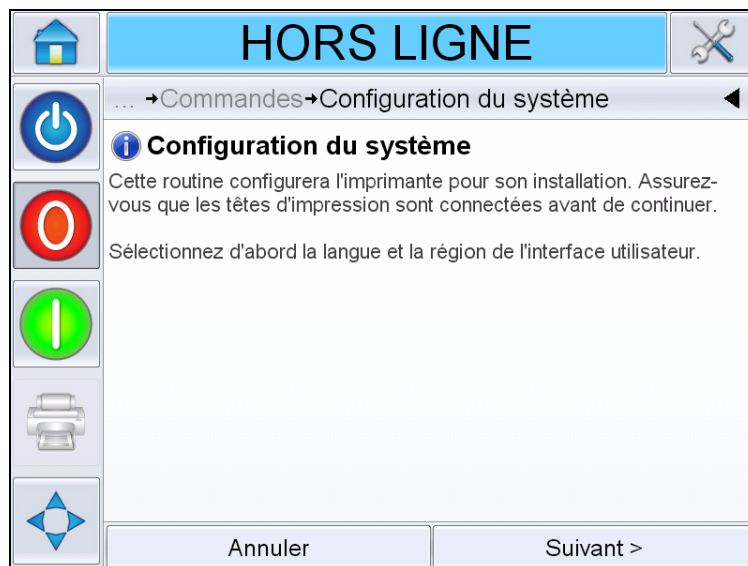 HORS LIGNE
... →Commandes→Configuration du système
Configuration du système
Cette routine configurera l'imprimante pour son installation. Assurez-
vous que les têtes d'impression sont connectées avant de continuer.
Sélectionnez d'abord la langue et la région de l'interface utilisateur.
Annuler
Suivant >